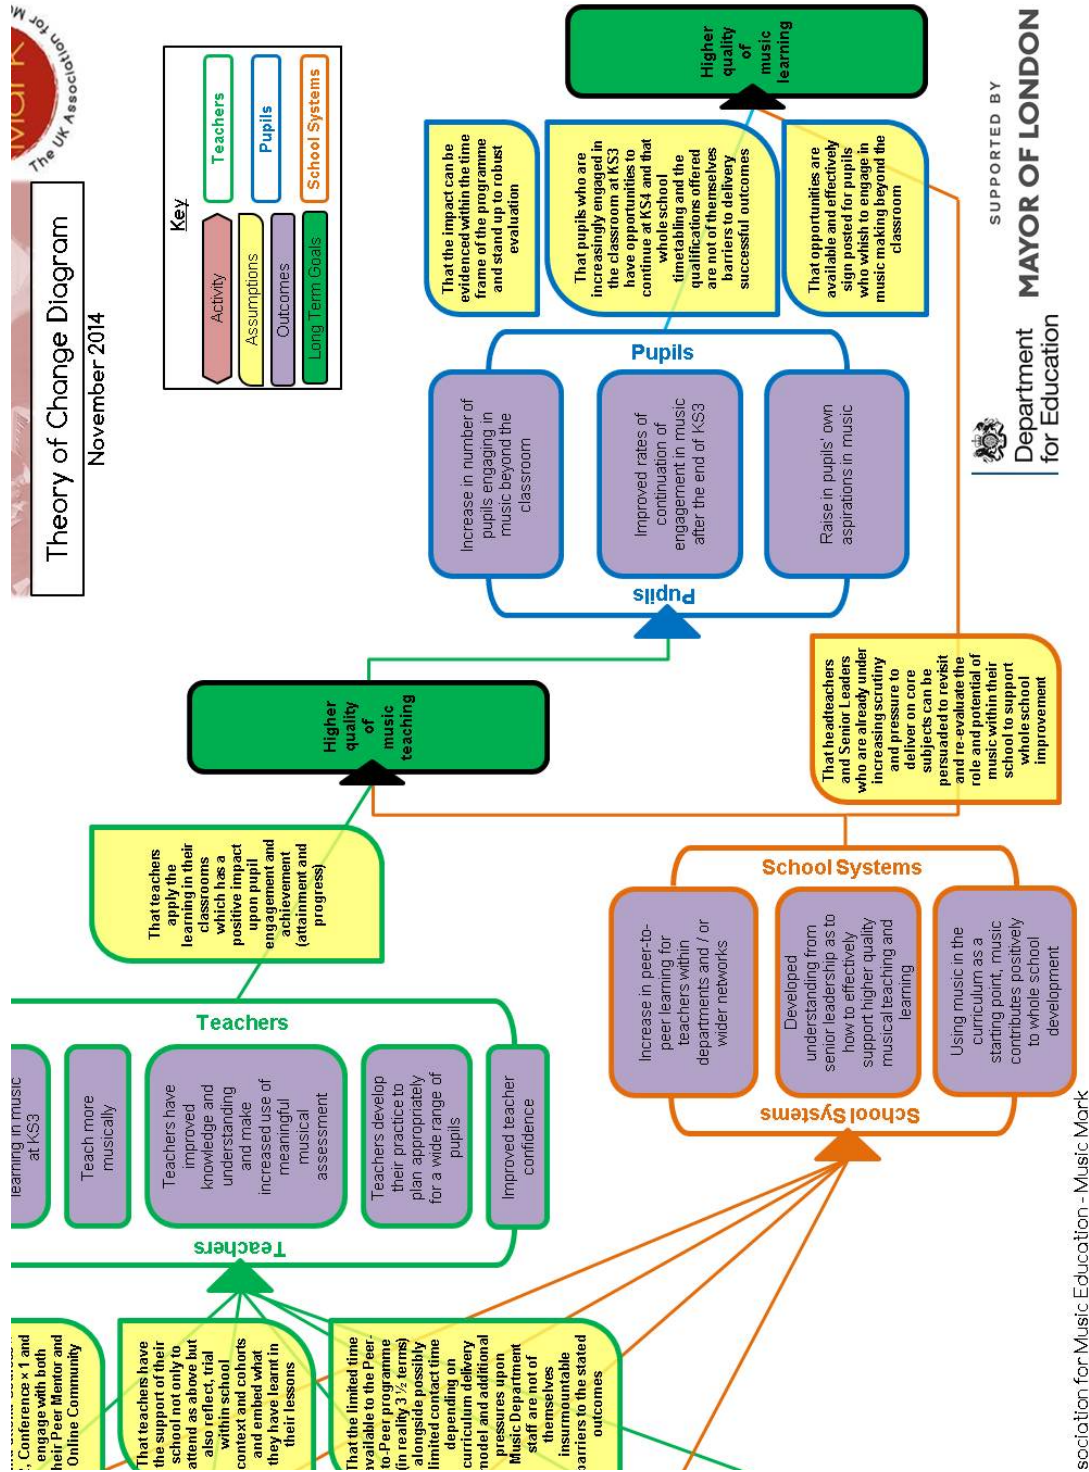 Mark
The UK Association for M
Theory of Change Diagram
November 2014
Key
Activity
Assumptions
Outcomes
Long Term Goals
Teachers
Pupils
School Systems
, Conference x 1 and
engage with both
heir Peer Mentor and
Online Community
That teachers have
the support of their
school not only to
attend as above but
also reflect, trial
within school
context and cohorts
and embed what
they have learnt in
their lessons
That the limited time
available to the Peer-
to-Peer programme
(in reality 3 ½ terms)
alongside possibly
limited contact time
depending on
curriculum delivery
model and additional
pressures upon
Music Department
staff are not of
themselves
insurmountable
barriers to the stated
outcomes
Teachers
learning in music
at KS3
Teach more
musically
Teachers have
improved
knowledge and
understanding
and make
increased use of
meaningful
musical
assessment
Teachers develop
their practice to
plan appropriately
for a wide range of
pupils
Improved teacher
confidence
Teachers
School Systems
Increase in peer-to-
peer learning for
teachers within
departments and / or
wider networks
Developed
understanding from
senior leadership as to
how to effectively
support higher quality
musical teaching and
learning
Using music in the
curriculum as a
starting point, music
contributes positively
to whole school
development
School Systems
That teachers
apply the
learning in their
classrooms
which has a
positive impact
upon pupil
engagement and
achievement
(attainment and
progress)
Higher
quality
of
music
teaching
That headteachers
and Senior Leaders
who are already under
increasing scrutiny
and pressure to
deliver on core
subjects can be
persuaded to revisit
and re-evaluate the
role and potential of
music within their
school to support
whole school
improvement
Pupils
Increase in number of
pupils engaging in
music beyond the
classroom
Improved rates of
continuation of
engagement in music
after the end of KS3
Raise in pupils' own
aspirations in music
Pupils
That the impact can be
evidenced within the time
frame of the programme
and stand up to robust
evaluation
That pupils who are
increasingly engaged in
the classroom at KS3
have opportunities to
continue at KS4 and that
whole school
timetabling and the
qualifications offered
are not of themselves
barriers to delivery
successful outcomes
That opportunities are
available and effectively
sign posted for pupils
who whish to engage in
music making beyond the
classroom
Higher
quality
of
music
learning
sociation for Music Education - Music Mark
Department
for Education
SUPPORTED BY
MAYOR OF LONDON